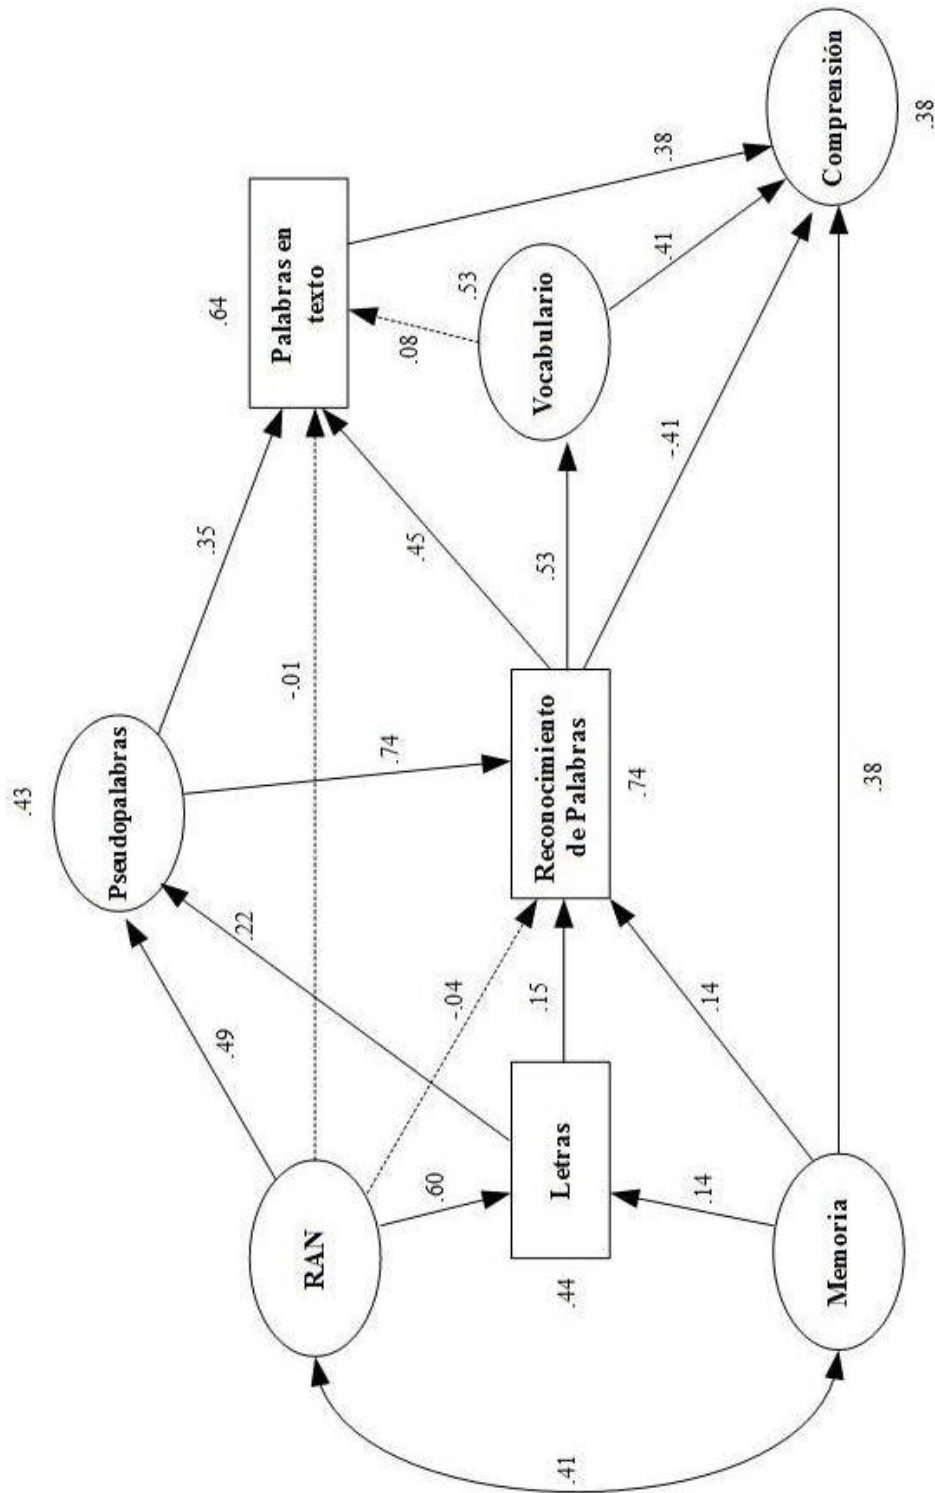 .43
Pseudopalabras
.49
.22
.35
.64
Palabras en
texto
RAN
-.01
.74
.60
-.04
.45
.08
.53
.41
.44
Letras
.15
Reconocimiento
de Palabras
.53
Vocabulario
.14
.14
.74
-.41
.41
.38
Memoria
.38
Comprensión
.38